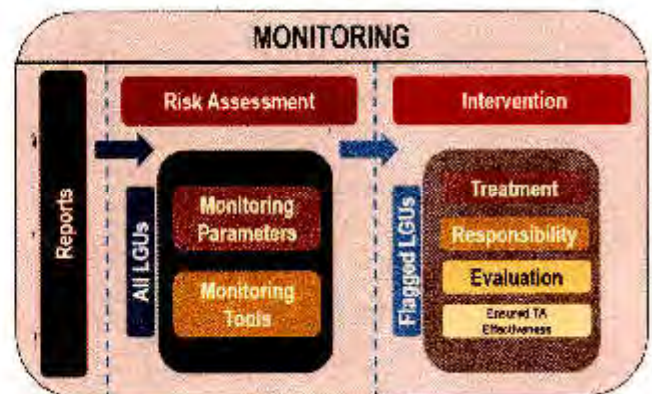 MONITORING
Reports
Risk Assessment
All LGUs
Monitoring
Parameters
Monitoring
Tools
Intervention
Flagged LGUs
Treatment
Responsibility
Evaluation
Ensured TA
Effectiveness